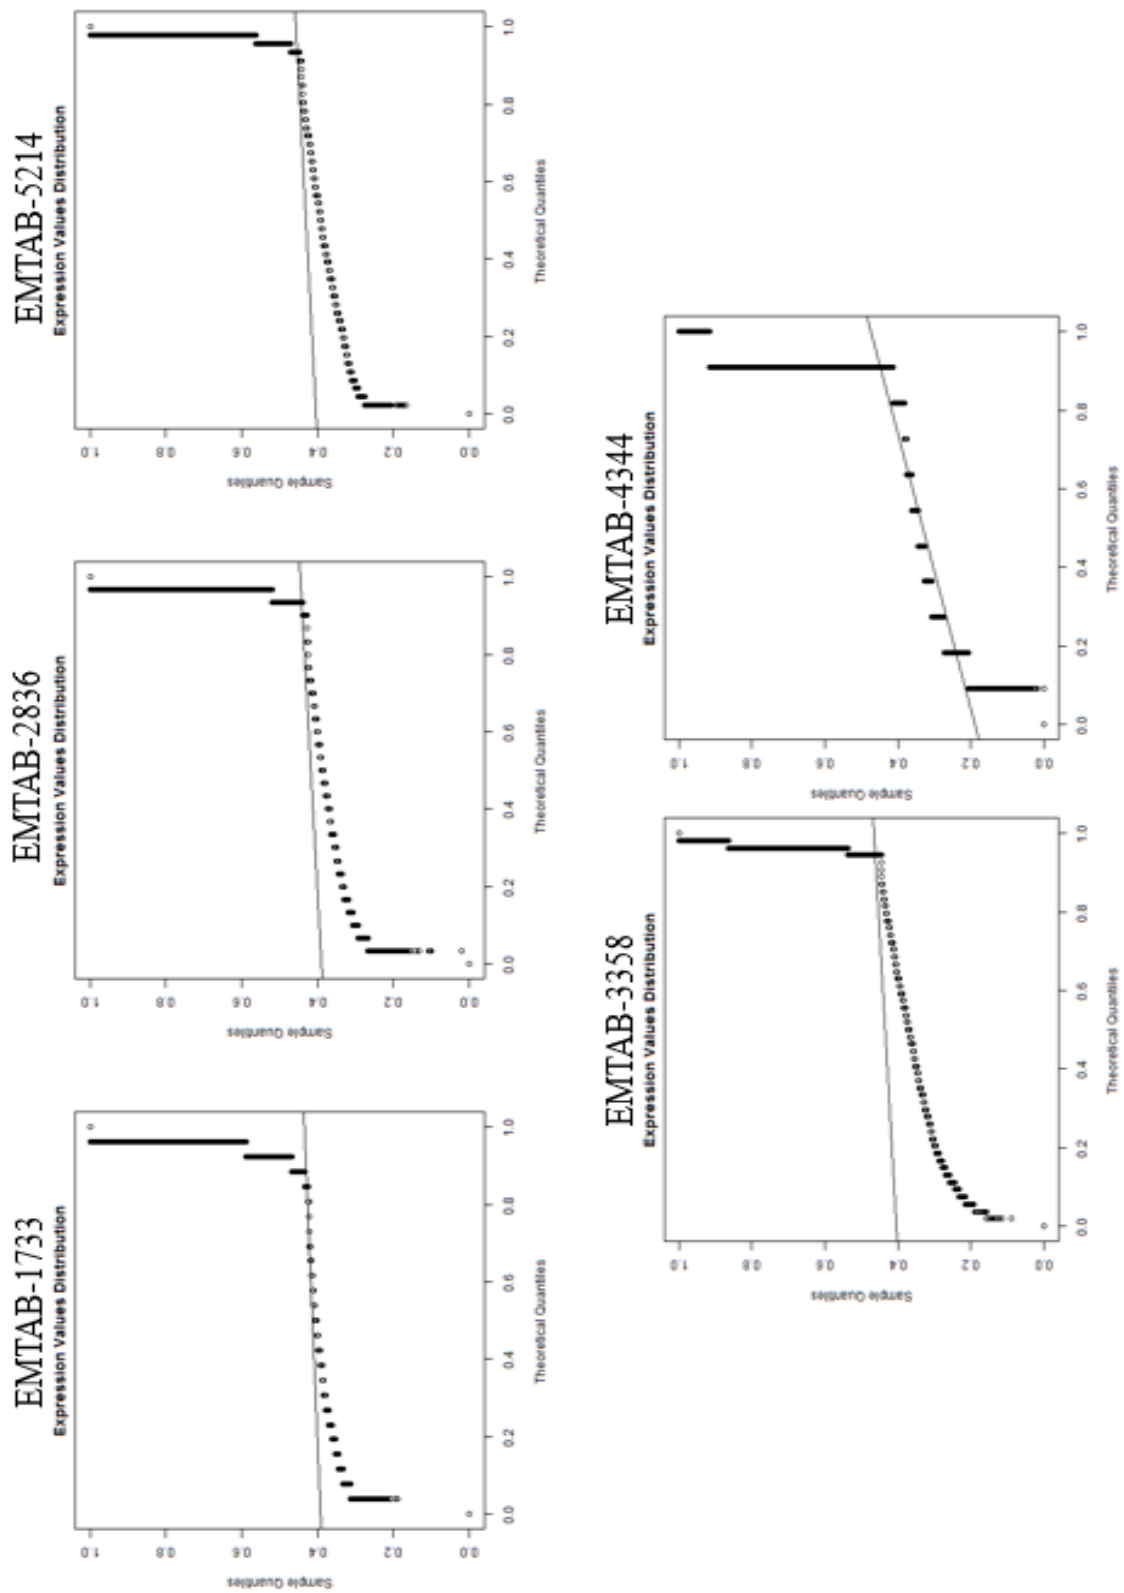 EMTAB-1733
Expression Values Distribution
Sample Quantiles
1.0
0.8
0.6
0.4
0.2
0.0
0.0 0.2 0.4 0.6 0.8 1.0
Theoretical Quantiles
EMTAB-2836
Expression Values Distribution
Sample Quantiles
1.0
0.8
0.6
0.4
0.2
0.0
0.0 0.2 0.4 0.6 0.8 1.0
Theoretical Quantiles
EMTAB-5214
Expression Values Distribution
Sample Quantiles
1.0
0.8
0.6
0.4
0.2
0.0
0.0 0.2 0.4 0.6 0.8 1.0
Theoretical Quantiles
EMTAB-3358
Expression Values Distribution
Sample Quantiles
1.0
0.8
0.6
0.4
0.2
0.0
0.0 0.2 0.4 0.6 0.8 1.0
Theoretical Quantiles
EMTAB-4344
Expression Values Distribution
Sample Quantiles
1.0
0.8
0.6
0.4
0.2
0.0
0.0 0.2 0.4 0.6 0.8 1.0
Theoretical Quantiles